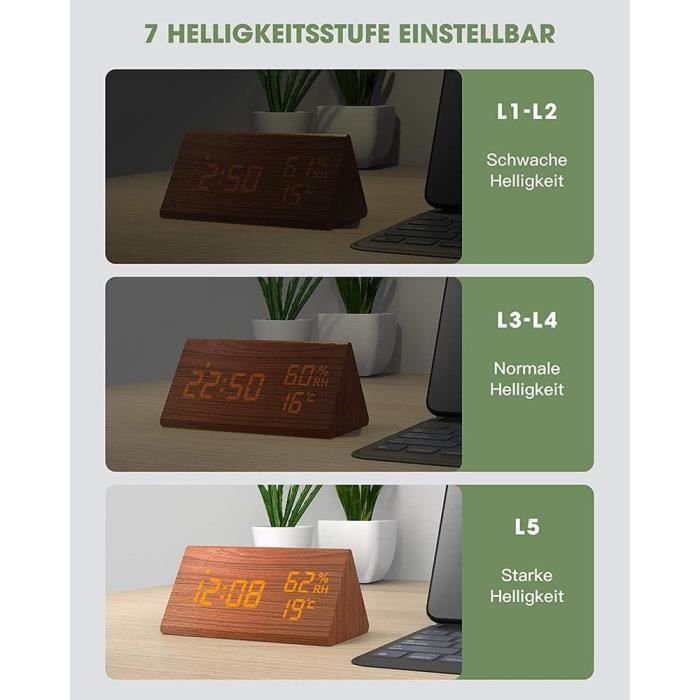 7 HELLIGKEITSSTUFE EINSTELLBAR
2:50
61%
RH
15°C
L1-L2
Schwache
Helligkeit
22:50
60%
RH
16°C
L3-L4
Normale
Helligkeit
12:08
62%
RH
19°C
L5
Starke
Helligkeit